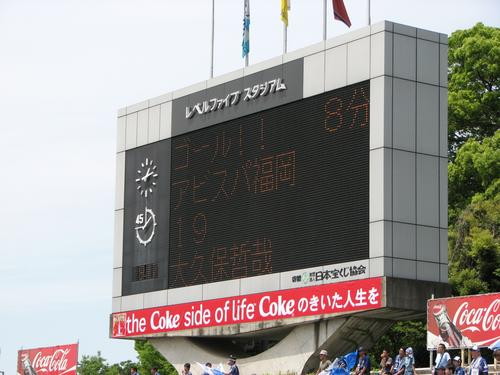 レベルファイブ スタジアム
8分
ゴール!!
アビスパ福岡
19
大久保哲哉
45
日本宝くじ協会
the Coke side of life Coke のきいた人生を
Coca-Cola
Coca-Cola